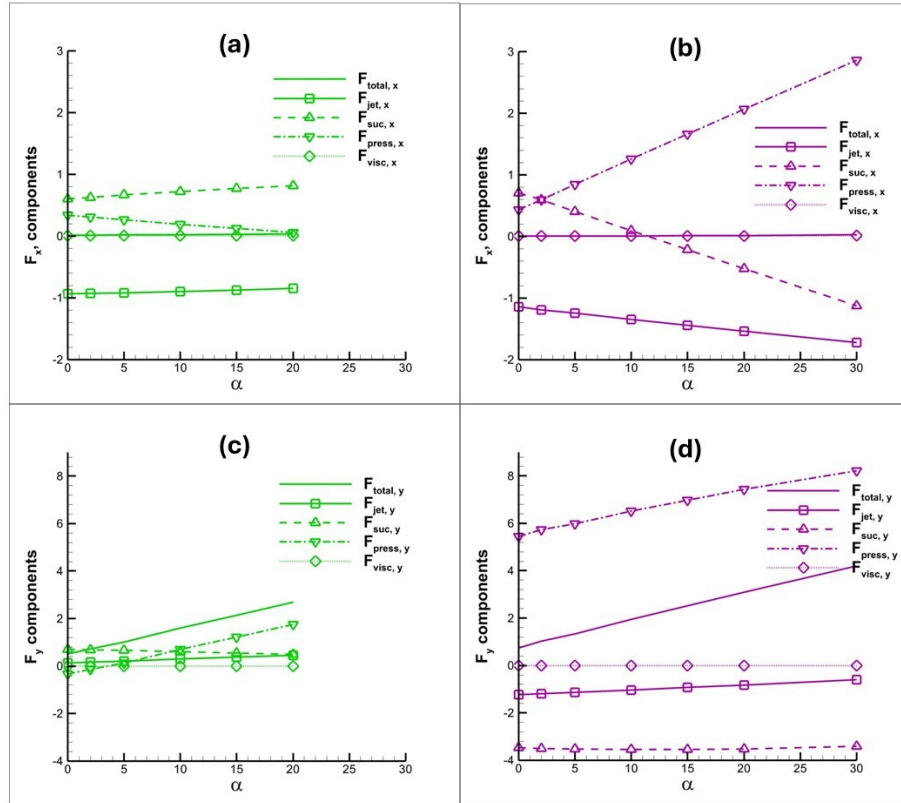 (a)
3
2
1
0
-1
-2
F_x, components
0 5 10 15 20 25 30
α
F_total, x
F_jet, x
F_suc, x
F_press, x
F_visc, x
(b)
3
2
1
0
-1
-2
F_x, components
0 5 10 15 20 25 30
α
F_total, x
F_jet, x
F_suc, x
F_press, x
F_visc, x
(c)
8
6
4
2
0
-2
-4
F_y components
0 5 10 15 20 25 30
α
F_total, y
F_jet, y
F_suc, y
F_press, y
F_visc, y
(d)
8
6
4
2
0
-2
-4
F_y components
0 5 10 15 20 25 30
α
F_total, y
F_jet, y
F_suc, y
F_press, y
F_visc, y